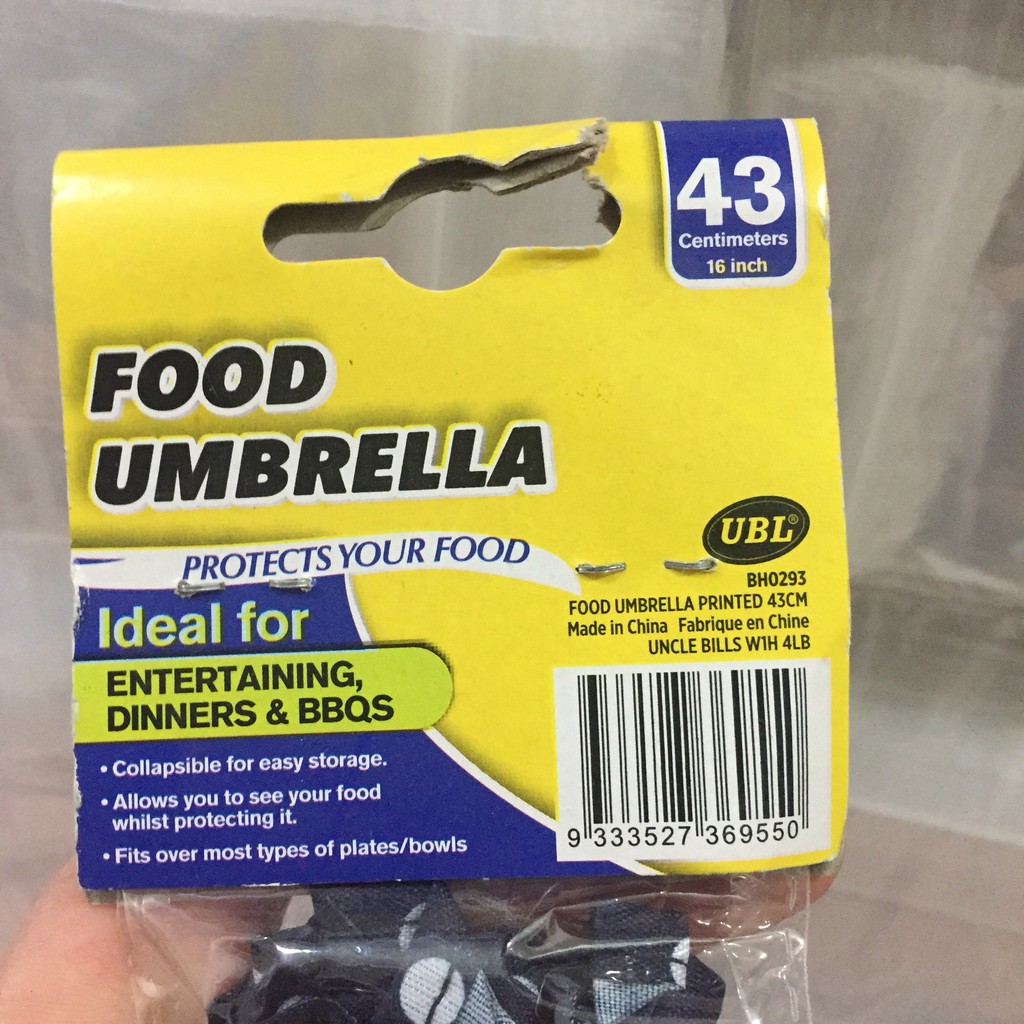 43
Centimeters
16 inch
FOOD
UMBRELLA
PROTECTS YOUR FOOD
Ideal for
ENTERTAINING,
DINNERS & BBQS
• Collapsible for easy storage.
• Allows you to see your food
whilst protecting it.
• Fits over most types of plates/bowls
UBL®
BH0293
FOOD UMBRELLA PRINTED 43CM
Made in China Fabrique en Chine
UNCLE BILLS W1H 4LB
9 333527 369550